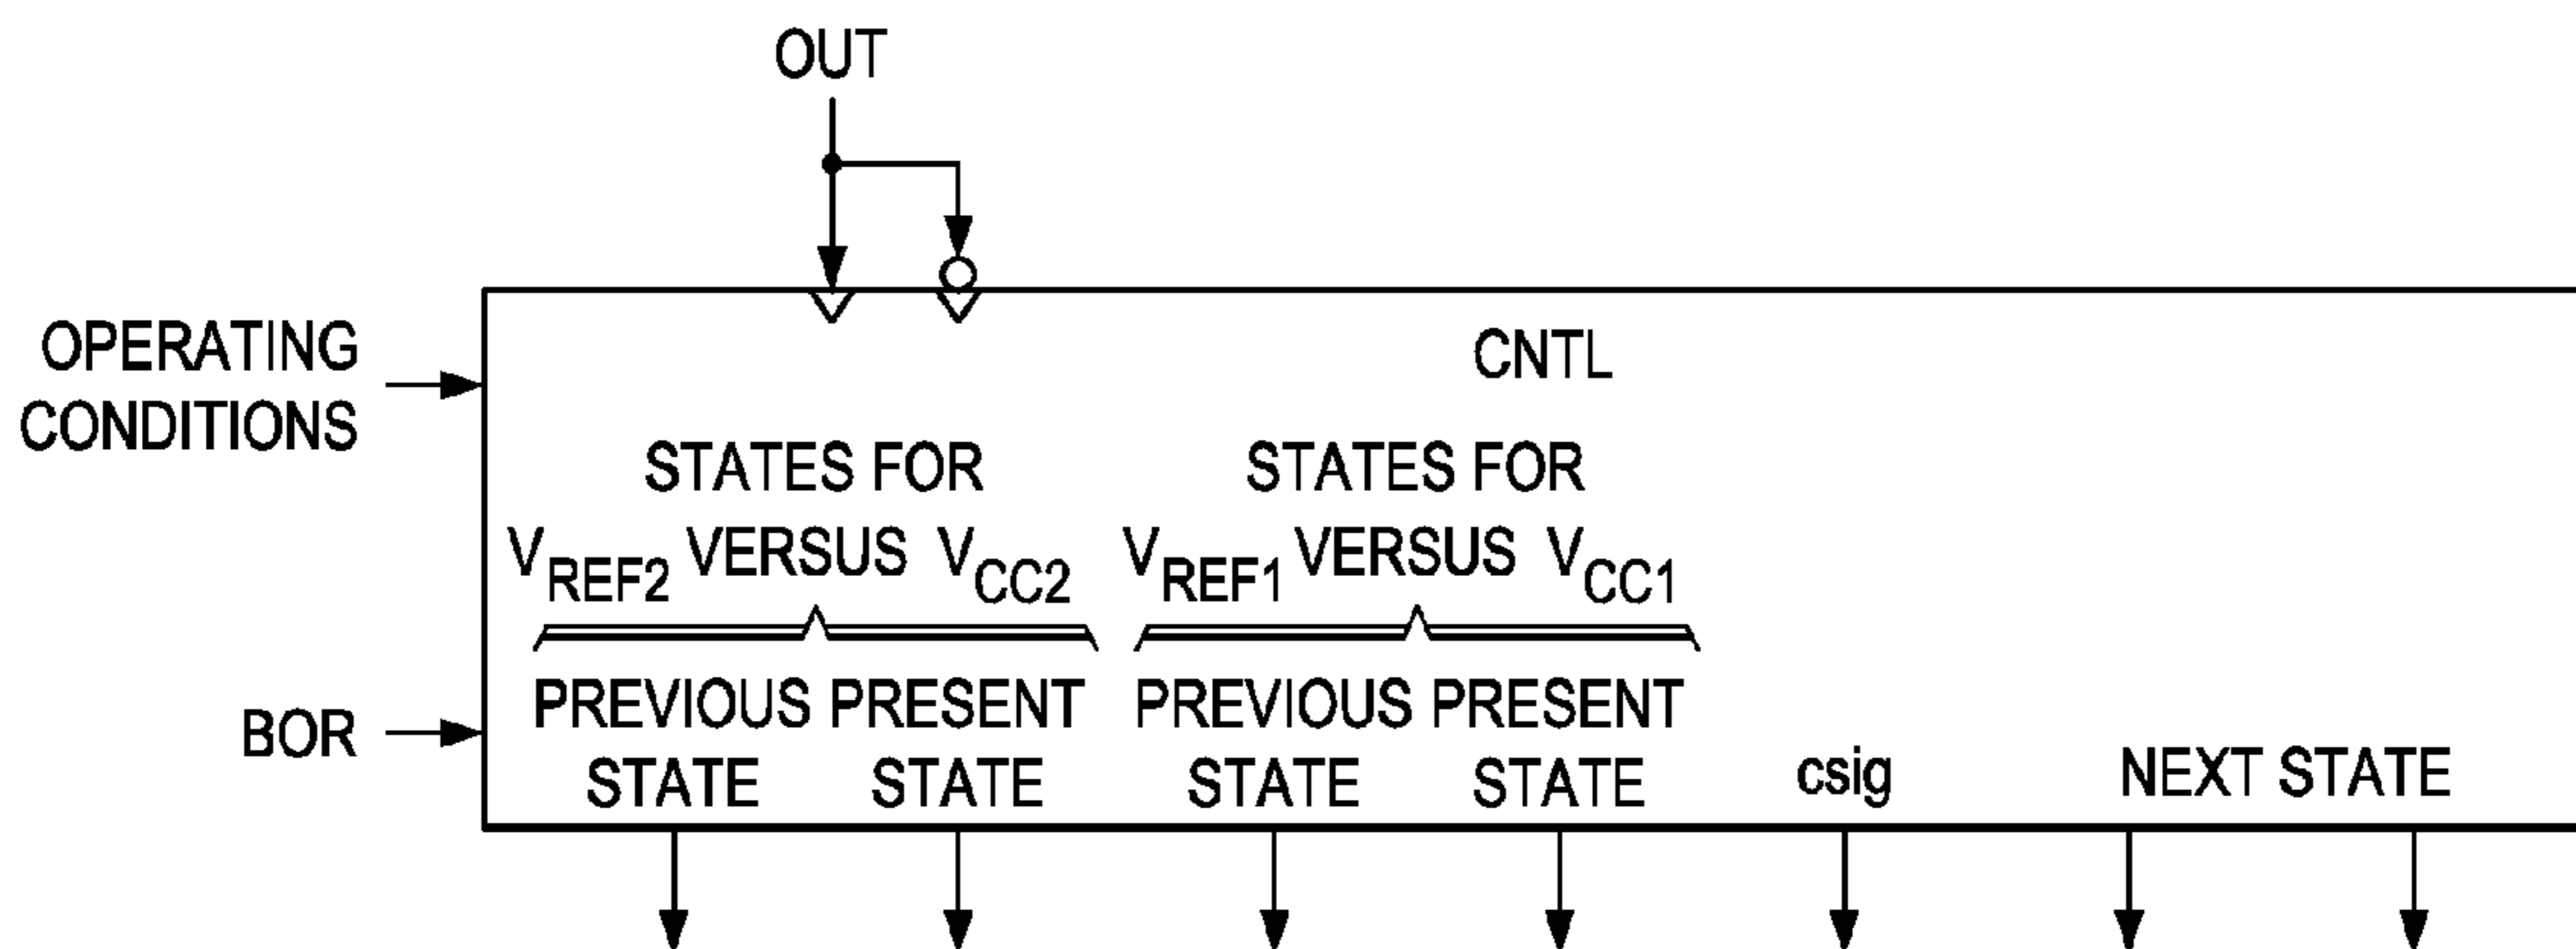 OUT
OPERATING
CONDITIONS
CNTL
STATES FOR STATES FOR
VREF2 VERSUS VCC2 VREF1 VERSUS VCC1
PREVIOUS PRESENT PREVIOUS PRESENT
BOR
STATE STATE STATE STATE csig NEXT STATE